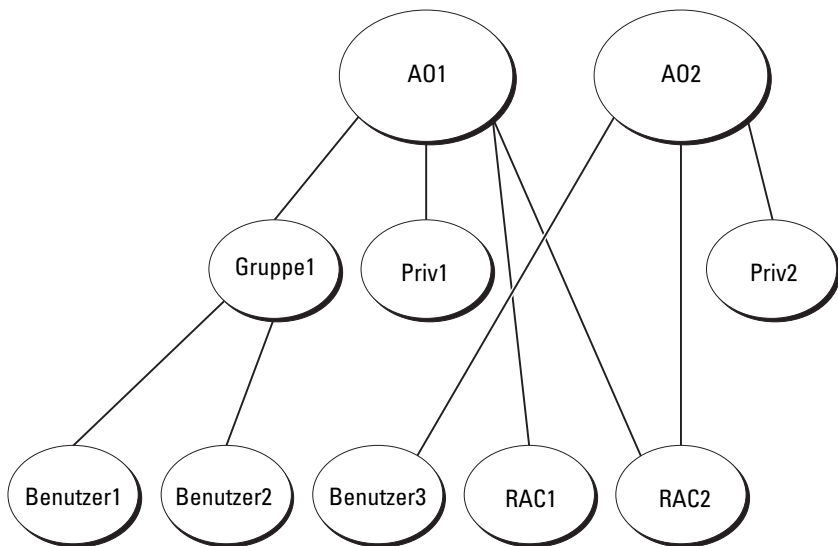 AO1
AO2
Gruppe1
Priv1
Priv2
Benutzer1
Benutzer2
Benutzer3
RAC1
RAC2